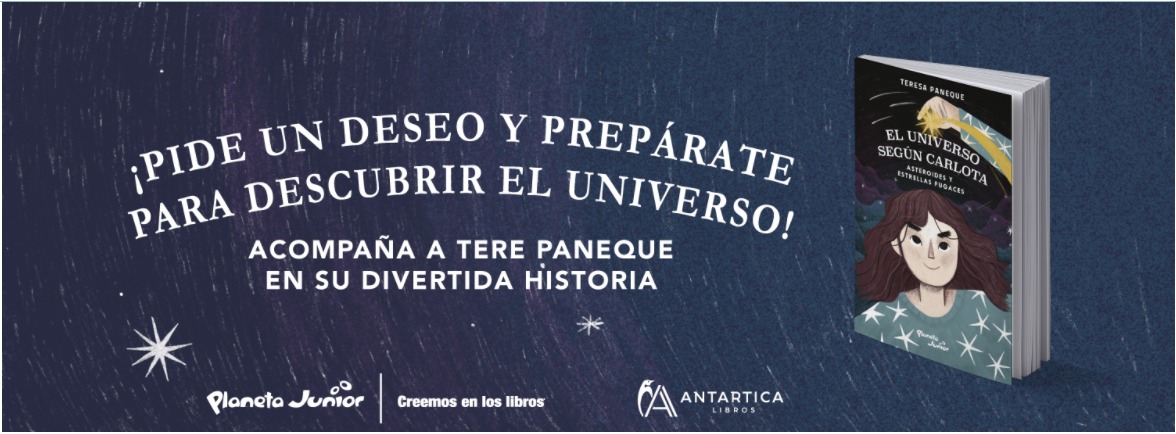 ¡PIDE UN DESEO Y PREPÁRATE
PARA DESCUBRIR EL UNIVERSO!
ACOMPAÑA A TERE PANEQUE
EN SU DIVERTIDA HISTORIA
Planeta Junior
Creemos en los libros
ANTARTICA
LIBROS
TERESA PANEQUE
EL UNIVERSO
SEGÚN CARLOTA
ASTEROIDES Y
ESTRELLAS FUGACES
Planeta
Junior